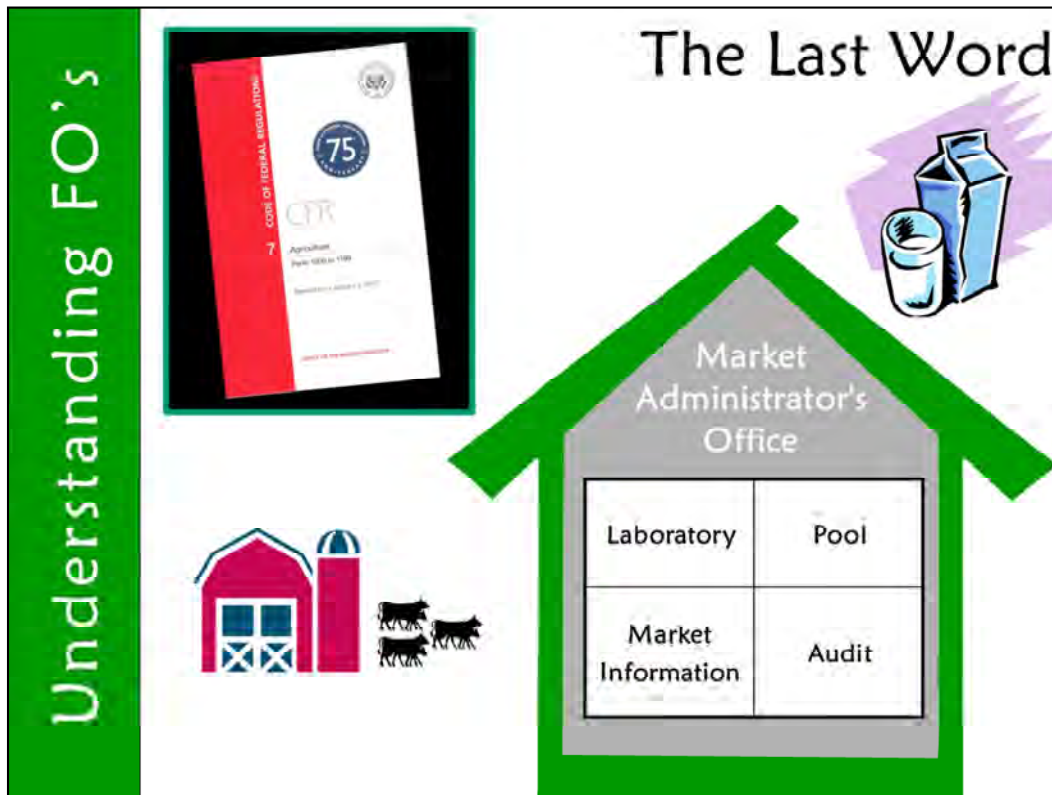 Understanding FO's
The Last Word
7 CODE OF FEDERAL REGULATIONS
75
ANNIVERSARY
CFR
Agriculture
Market
Administrator's
Office
Laboratory
Pool
Market
Information
Audit